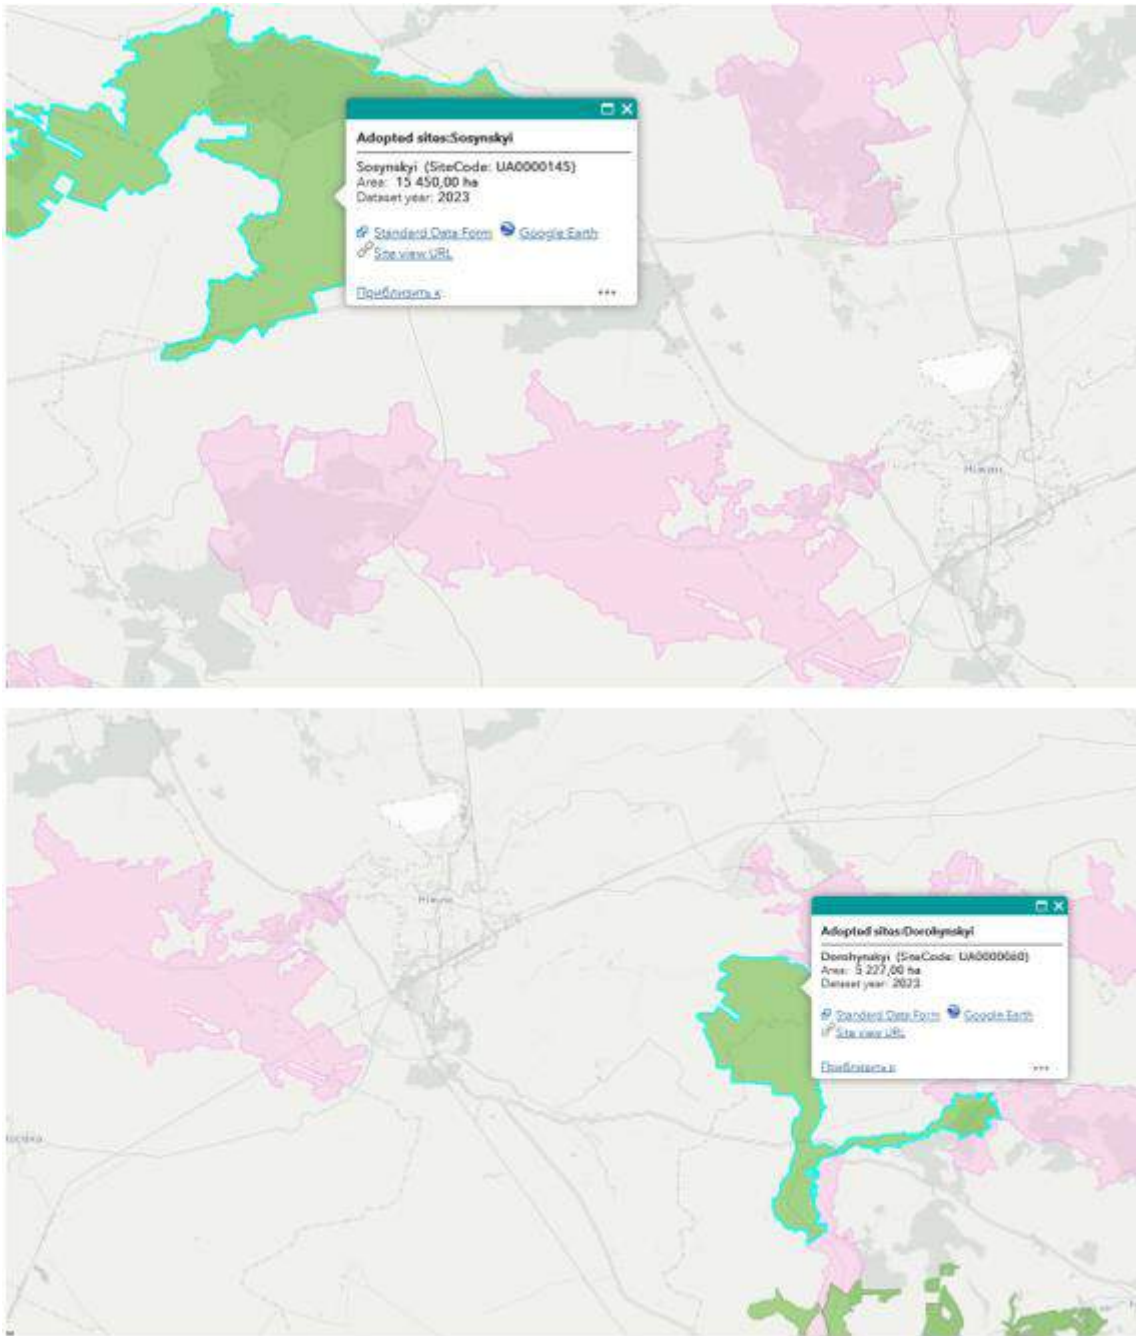 Adopted sites:Sosynskyi
Sosynskyi (SiteCode: UA0000145)
Area: 15 450,00 ha
Dataset year: 2023
Standard Data Form Google Earth
Site view URL
Приблизить к
Ніжин
Ніжин
Adopted sites:Dorohynskyi
Dorohynskyi (SiteCode: UA0000060)
Area: 5 227,00 ha
Dataset year: 2023
Standard Data Form Google Earth
Site view URL
Приблизить к